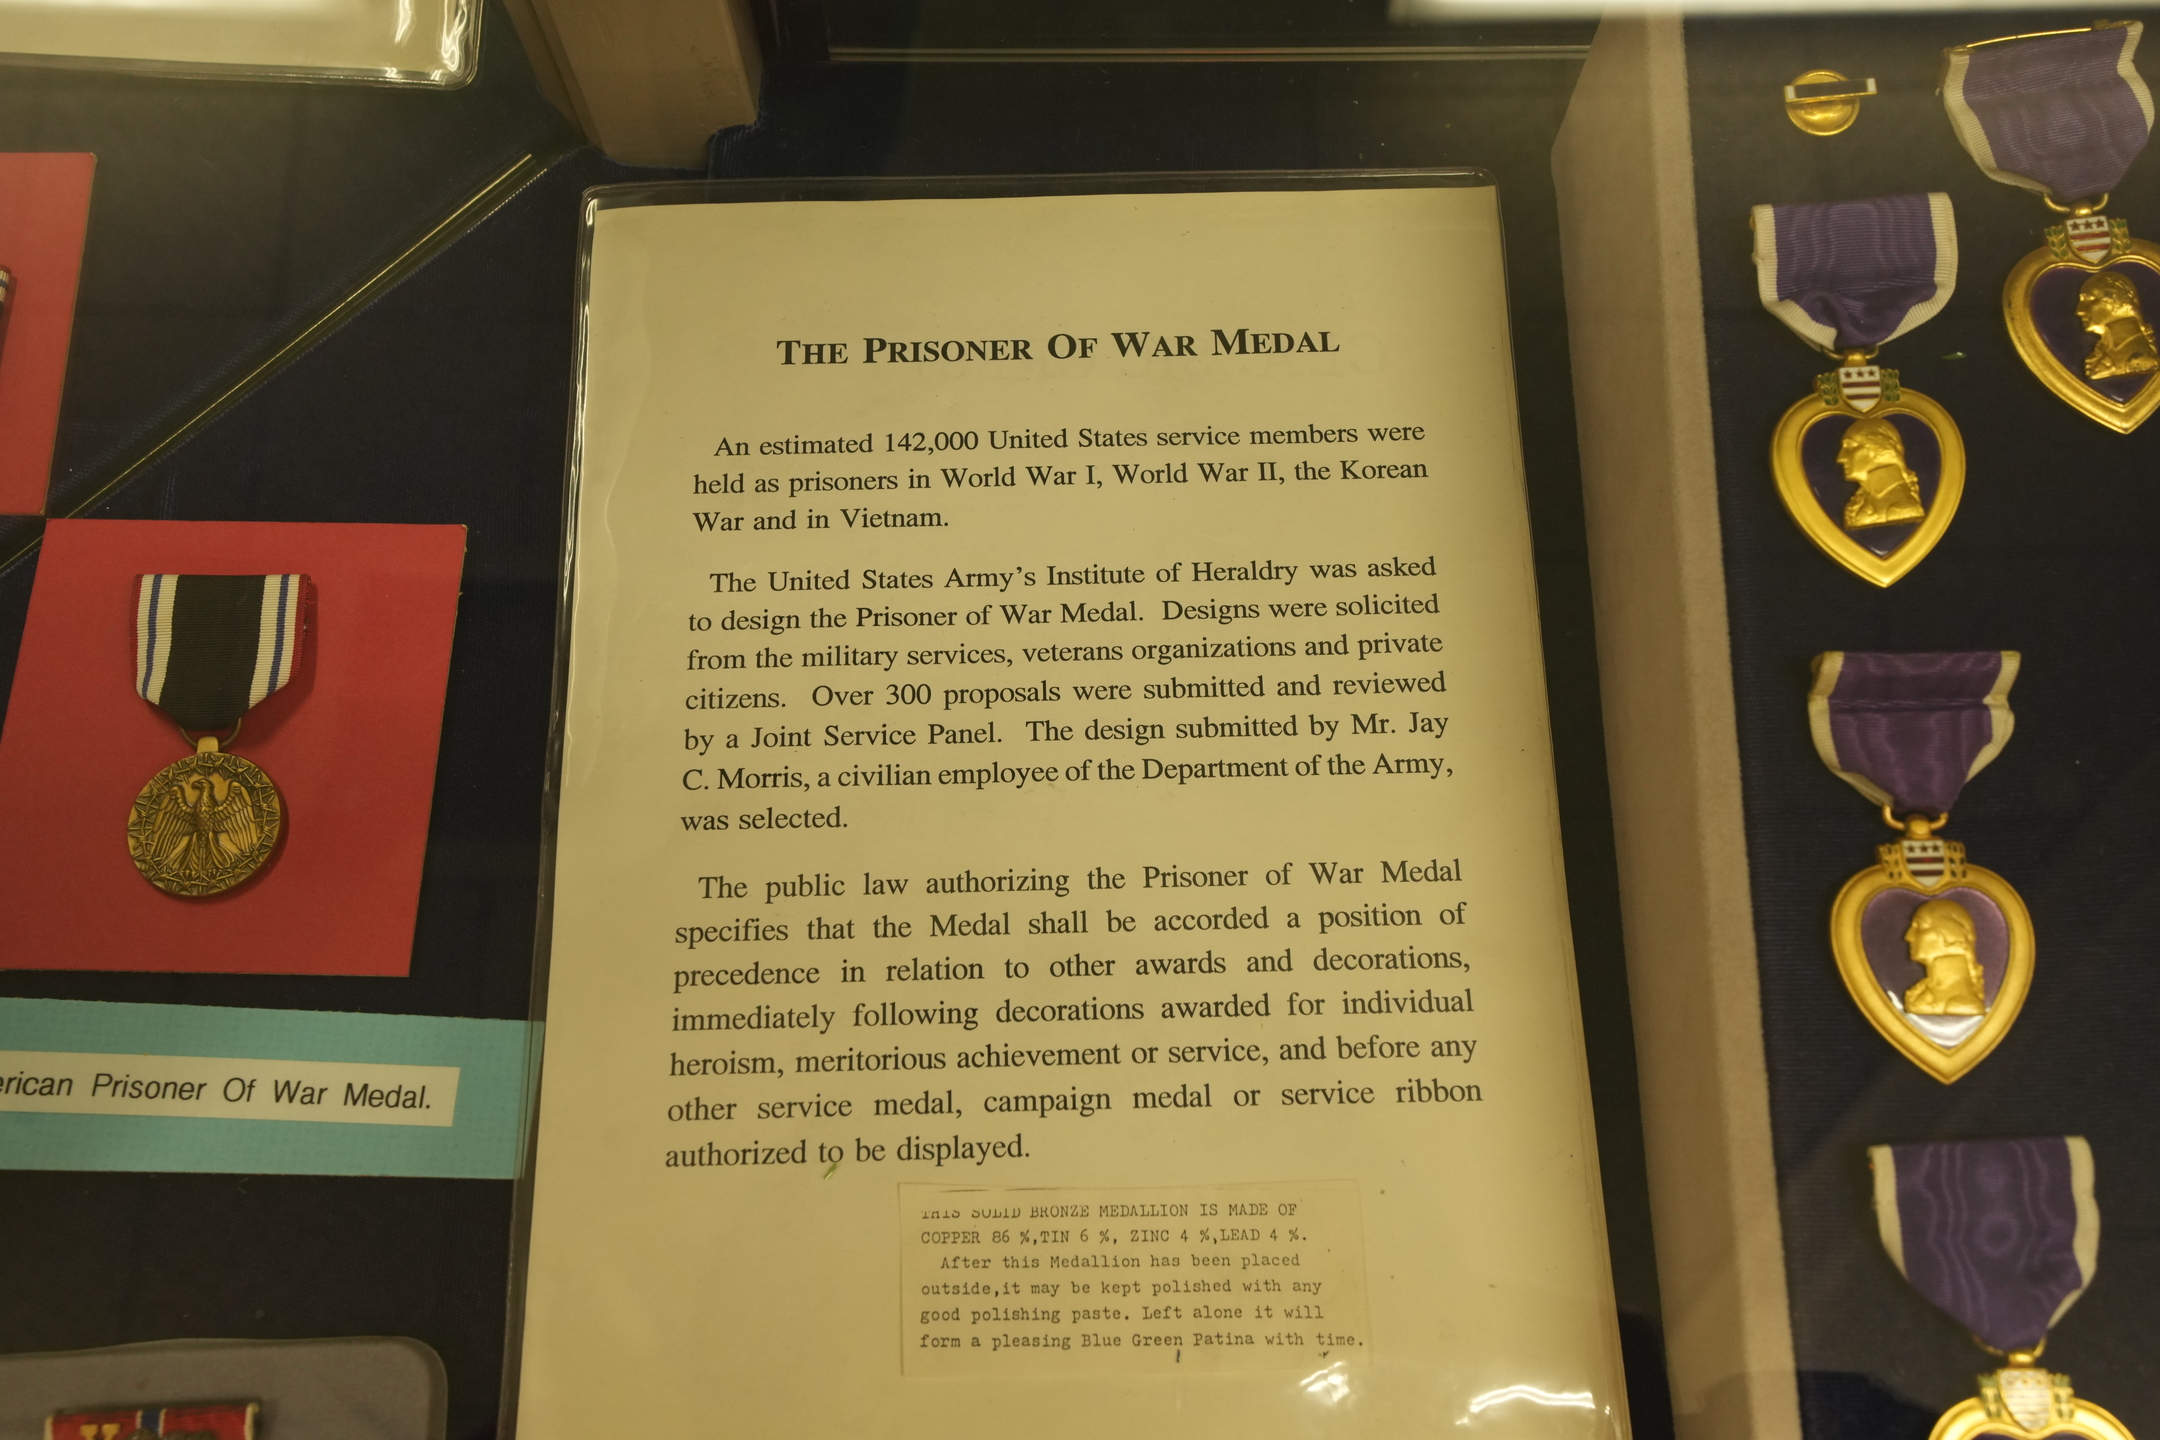 THE PRISONER OF WAR MEDAL
An estimated 142,000 United States service members were
held as prisoners in World War I, World War II, the Korean
War and in Vietnam.
The United States Army's Institute of Heraldry was asked
to design the Prisoner of War Medal. Designs were solicited
from the military services, veterans organizations and private
citizens. Over 300 proposals were submitted and reviewed
by a Joint Service Panel. The design submitted by Mr. Jay
C. Morris, a civilian employee of the Department of the Army,
was selected.
The public law authorizing the Prisoner of War Medal
specifies that the Medal shall be accorded a position of
precedence in relation to other awards and decorations,
immediately following decorations awarded for individual
heroism, meritorious achievement or service, and before any
other service medal, campaign medal or service ribbon
authorized to be displayed.
THIS SOLID BRONZE MEDALLION IS MADE OF
COPPER 86 %,TIN 6 %, ZINC 4 %,LEAD 4 %.
After this Medallion has been placed
outside,it may be kept polished with any
good polishing paste. Left alone it will
form a pleasing Blue Green Patina with time.
erican Prisoner Of War Medal.